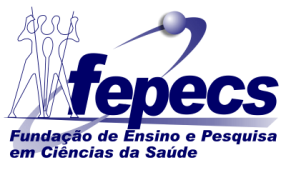 fepecs
Fundação de Ensino e Pesquisa
em Ciências da Saúde